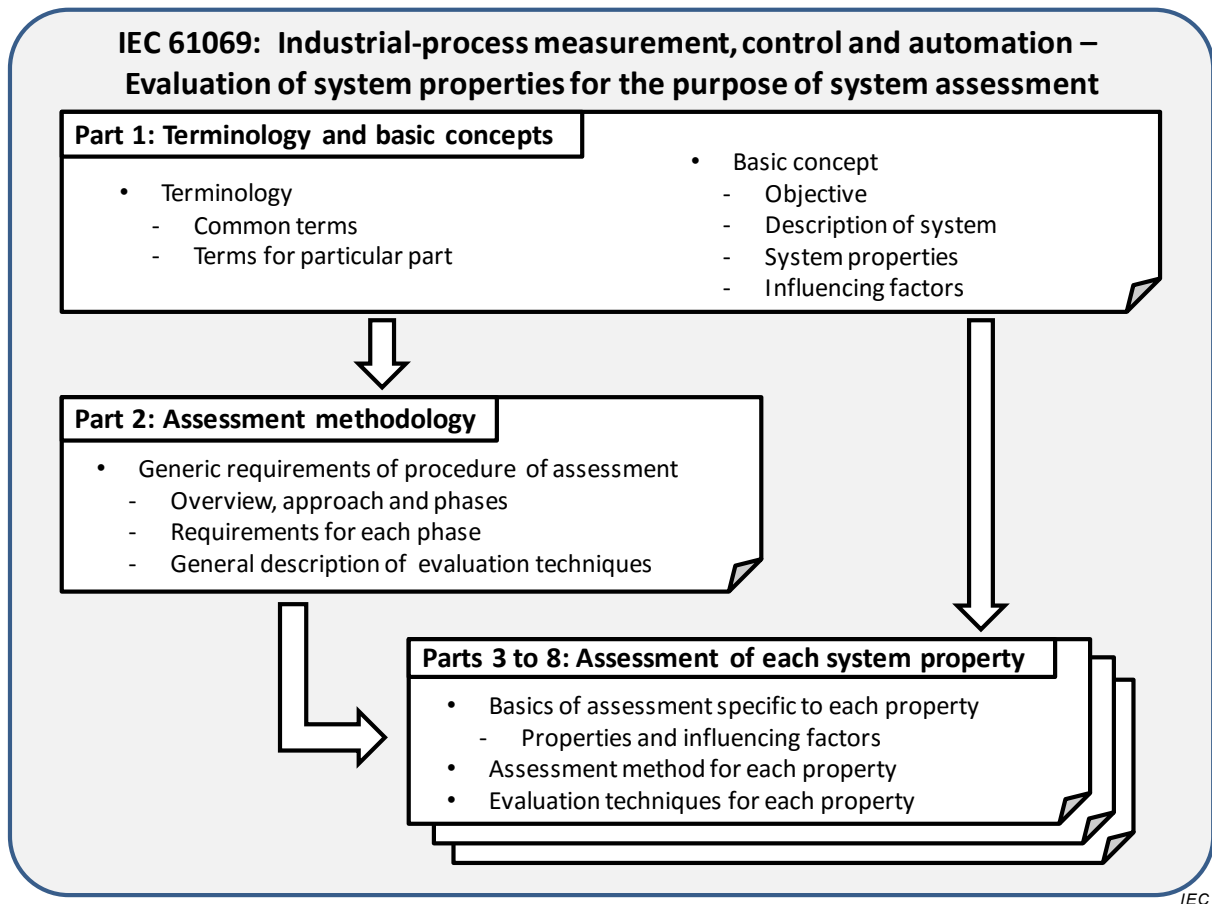 IEC 61069: Industrial-process measurement, control and automation –
Evaluation of system properties for the purpose of system assessment
Part 1: Terminology and basic concepts
• Terminology
- Common terms
- Terms for particular part
• Basic concept
- Objective
- Description of system
- System properties
- Influencing factors
Part 2: Assessment methodology
• Generic requirements of procedure of assessment
- Overview, approach and phases
- Requirements for each phase
- General description of evaluation techniques
Parts 3 to 8: Assessment of each system property
• Basics of assessment specific to each property
- Properties and influencing factors
• Assessment method for each property
• Evaluation techniques for each property
IEC